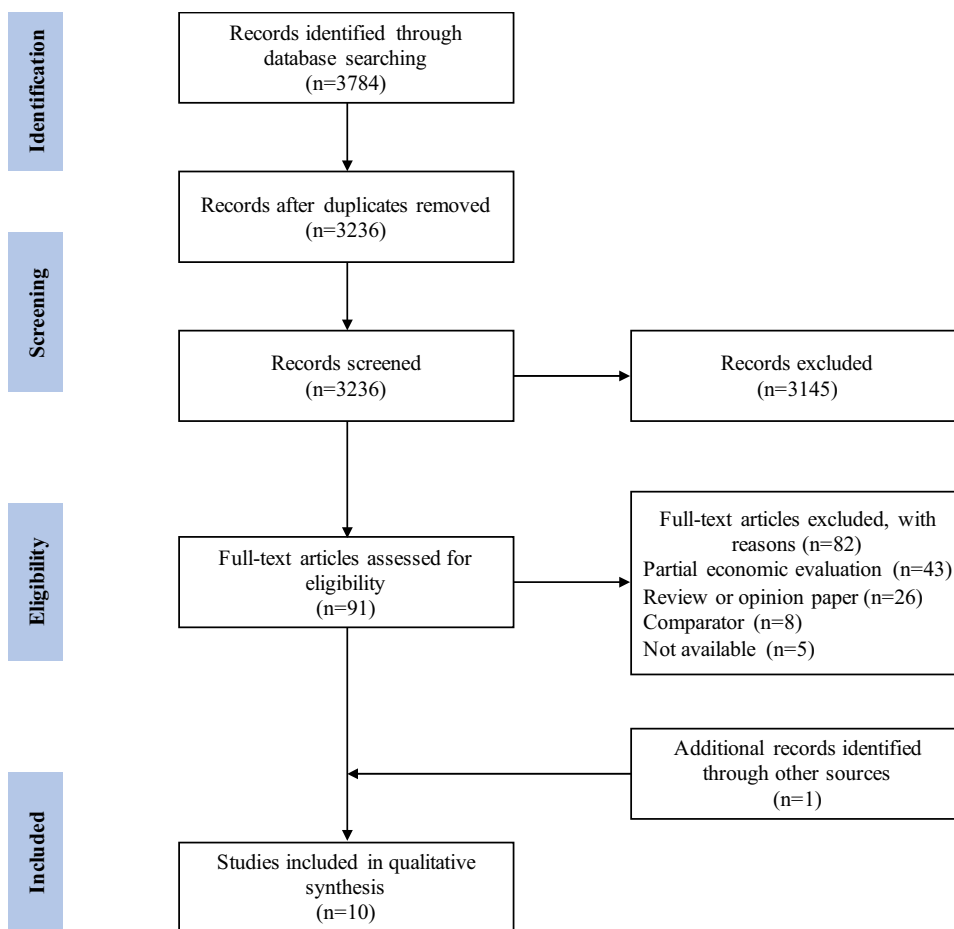 Identification
Records identified through
database searching
(n=3784)
Records after duplicates removed
(n=3236)
Screening
Records screened
(n=3236)
Records excluded
(n=3145)
Eligibility
Full-text articles assessed for
eligibility
(n=91)
Full-text articles excluded, with
reasons (n=82)
Partial economic evaluation (n=43)
Review or opinion paper (n=26)
Comparator (n=8)
Not available (n=5)
Additional records identified
through other sources
(n=1)
Included
Studies included in qualitative
synthesis
(n=10)